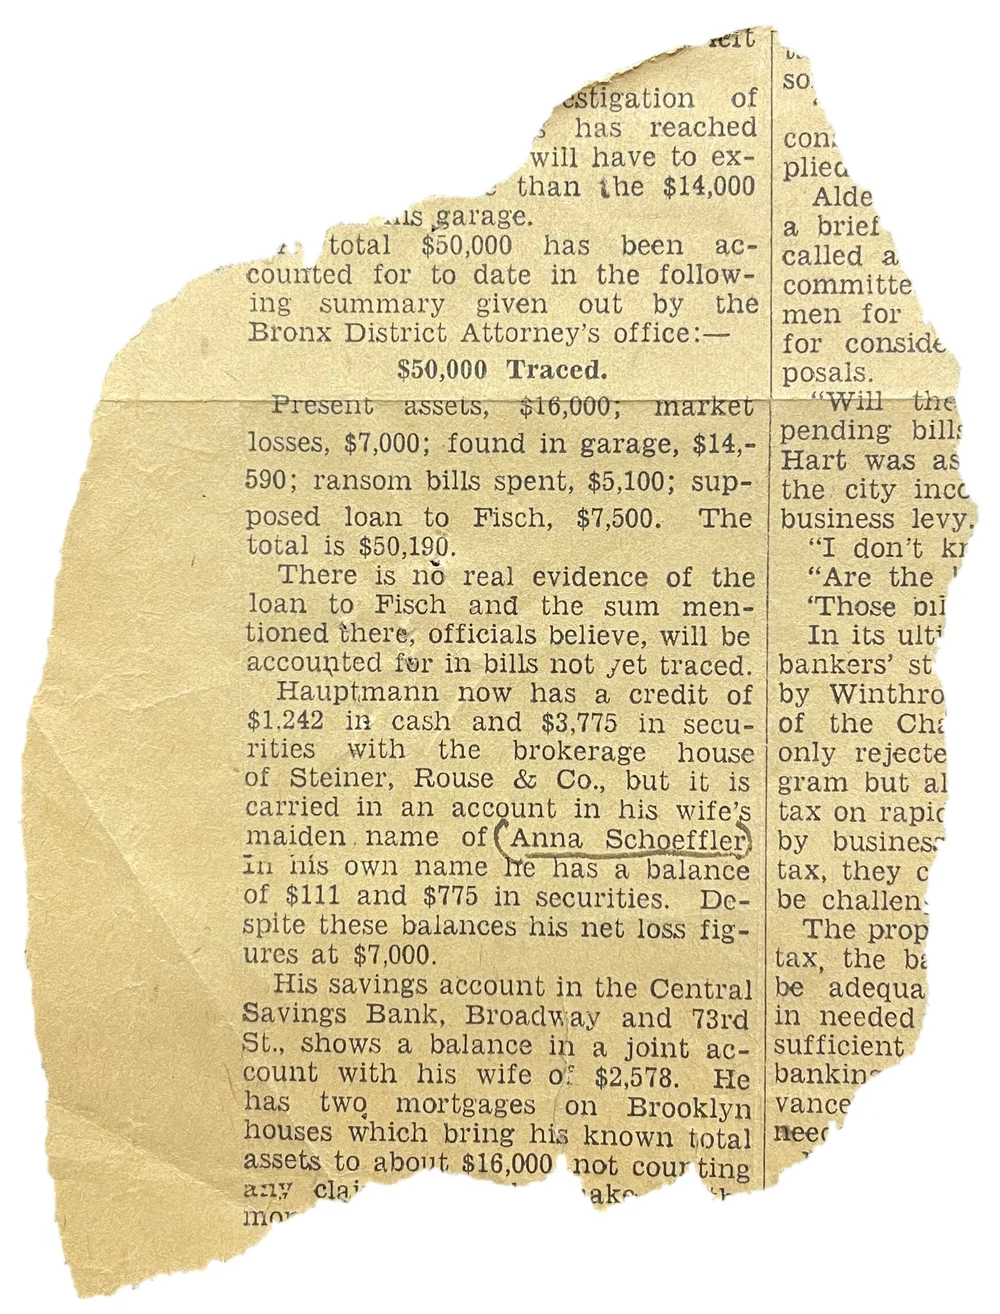 left
has reached
will have to ex-
than the $14,000
garage.
total $50,000 has been ac-
counted for to date in the follow-
ing summary given out by the
Bronx District Attorney's office:—
$50,000 Traced.
Present assets, $16,000; market
losses, $7,000; found in garage, $14,-
590; ransom bills spent, $5,100; sup-
posed loan to Fisch, $7,500. The
total is $50,190.
There is no real evidence of the
loan to Fisch and the sum men-
tioned there, officials believe, will be
accounted for in bills not yet traced.
Hauptmann now has a credit of
$1,242 in cash and $3,775 in secu-
rities with the brokerage house
of Steiner, Rouse & Co., but it is
carried in an account in his wife's
maiden name of Anna Schoeffler
In his own name he has a balance
of $111 and $775 in securities. De-
spite these balances his net loss fig-
ures at $7,000.
His savings account in the Central
Savings Bank, Broadway and 73rd
St., shows a balance in a joint ac-
count with his wife of $2,578. He
has two mortgages on Brooklyn
houses which bring his known total
assets to about $16,000 not counting
any
so
con
plied
Alde
a brief
called a
committe
men for
for conside
posals.
"Will the
pending bills
Hart was as
the city inco
business levy.
"I don't kn
"Are the
'Those bil
In its ulti
bankers' st
by Winthro
of the Cha
only rejecte
gram but al
tax on rapid
by business
tax, they c
be challen
The prop
tax, the ba
be adequa
in needed
sufficient
banking
vance
need